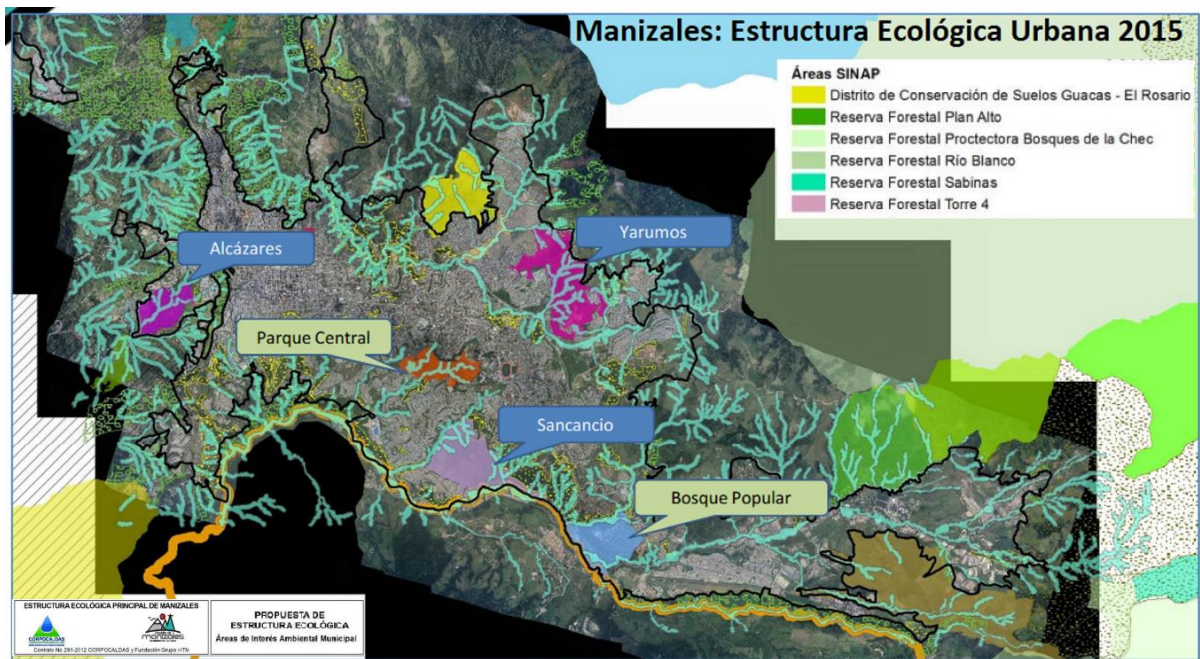 Manizales: Estructura Ecológica Urbana 2015
Áreas SINAP
Distrito de Conservación de Suelos Guacas - El Rosario
Reserva Forestal Plan Alto
Reserva Forestal Proctectora Bosques de la Chec
Reserva Forestal Río Blanco
Reserva Forestal Sabinas
Reserva Forestal Torre 4
Yarumos
Alcázares
Parque Central
Sancancio
Bosque Popular
ESTRUCTURA ECOLÓGICA PRINCIPAL DE MANIZALES
CORPOCALDAS
manizales
Contrato No 291-2012 CORPOCALDAS y Fundación Grupo HTM
PROPUESTA DE
ESTRUCTURA ECOLÓGICA
Áreas de Interés Ambiental Municipal